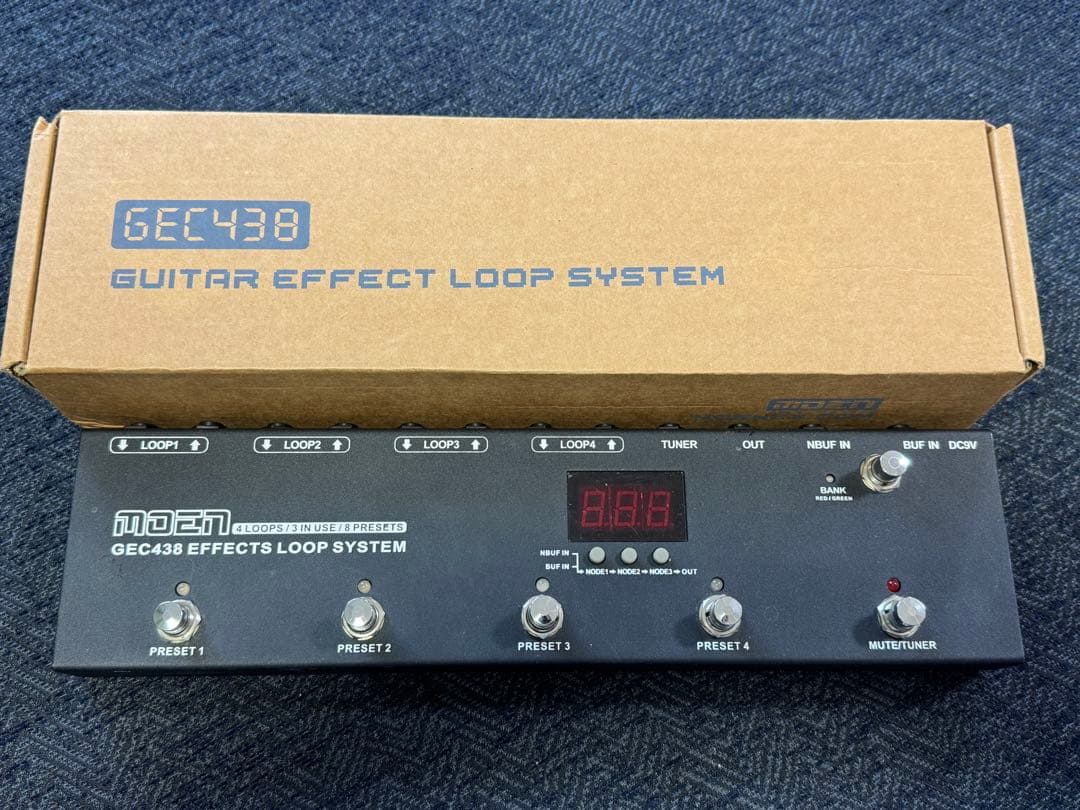 GEC438
GUITAR EFFECT LOOP SYSTEM
MOEN
LOOP1
LOOP2
LOOP3
LOOP4
TUNER
OUT
NBUF IN
BUF IN
DC9V
BANK
RED/GREEN
8.8.8
MOEN
4 LOOPS / 3 IN USE / 8 PRESETS
GEC438 EFFECTS LOOP SYSTEM
NBUF IN
BUF IN
NODE1
NODE2
NODE3
OUT
PRESET 1
PRESET 2
PRESET 3
PRESET 4
MUTE/TUNER